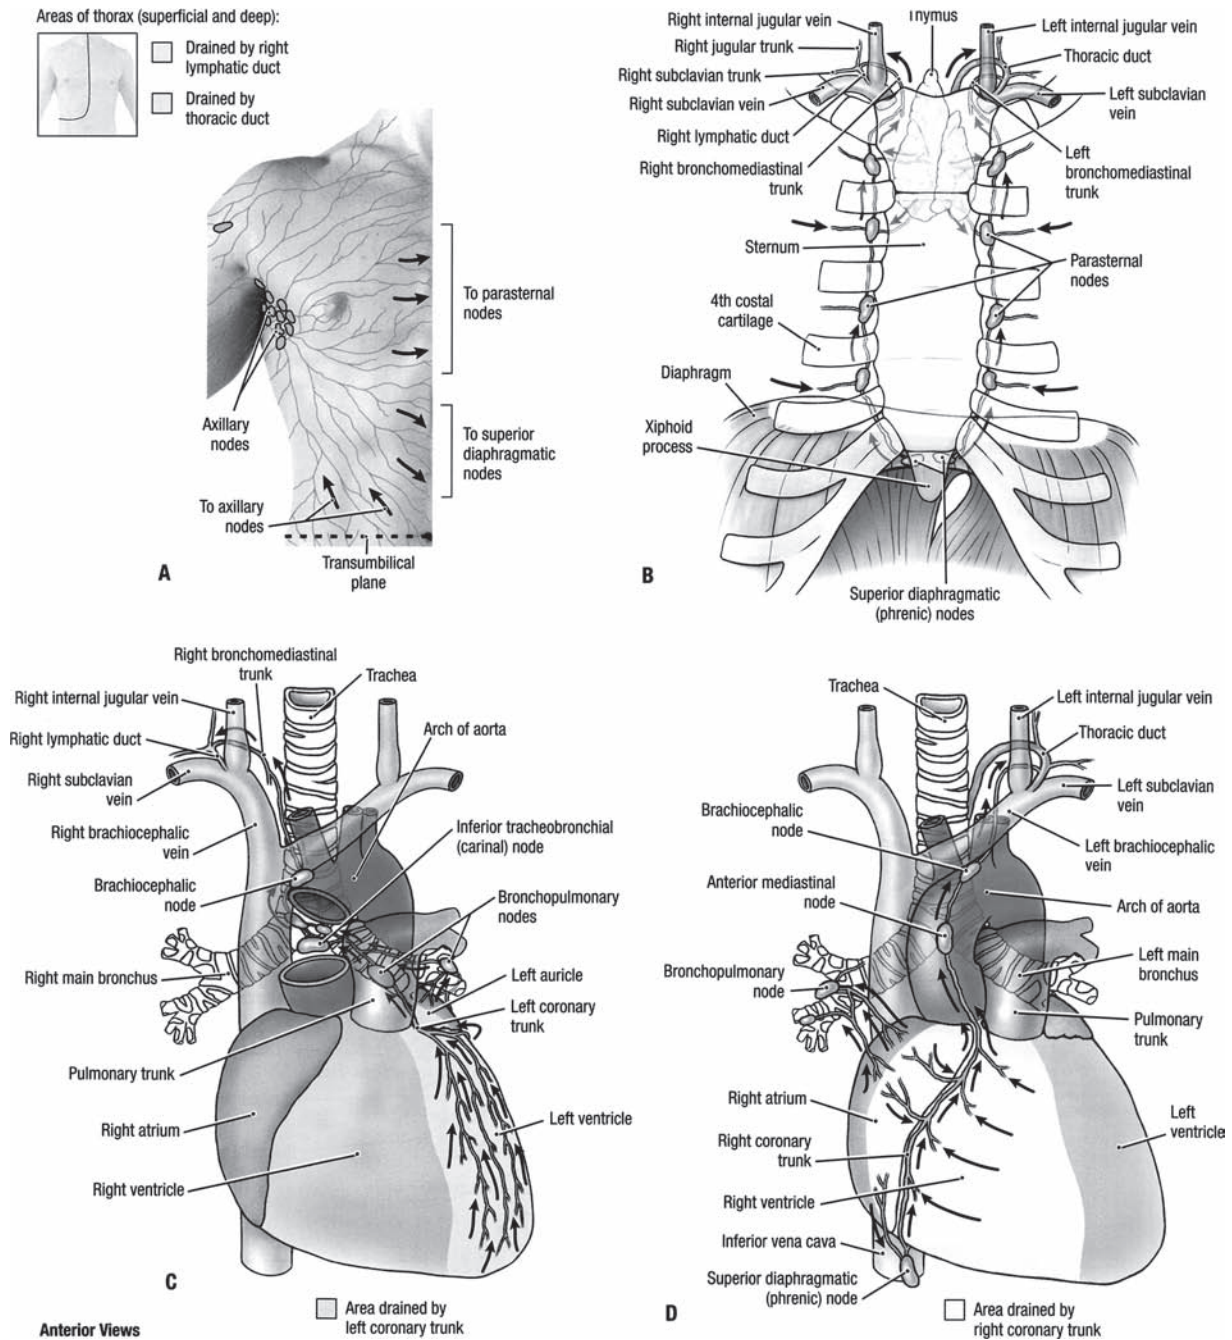 Areas of thorax (superficial and deep):
Drained by right
lymphatic duct
Drained by
thoracic duct
To parasternal
nodes
Axillary
nodes
To superior
diaphragmatic
nodes
To axillary
nodes
Transumbilical
plane
A
Right internal jugular vein
Thymus
Left internal jugular vein
Right jugular trunk
Thoracic duct
Right subclavian trunk
Right subclavian vein
Left subclavian
vein
Right lymphatic duct
Right bronchomediastinal
trunk
Left
bronchomediastinal
trunk
Sternum
Parasternal
nodes
4th costal
cartilage
Diaphragm
Xiphoid
process
B
Superior diaphragmatic
(phrenic) nodes
Right bronchomediastinal
trunk
Trachea
Right internal jugular vein
Right lymphatic duct
Arch of aorta
Right subclavian
vein
Right brachiocephalic
vein
Inferior tracheobronchial
(carinal) node
Brachiocephalic
node
Bronchopulmonary
nodes
Right main bronchus
Left auricle
Left coronary
trunk
Pulmonary trunk
Right atrium
Left ventricle
Right ventricle
C
Area drained by
left coronary trunk
Anterior Views
Trachea
Left internal jugular vein
Thoracic duct
Left subclavian
vein
Brachiocephalic
node
Left brachiocephalic
vein
Anterior mediastinal
node
Arch of aorta
Bronchopulmonary
node
Left main
bronchus
Pulmonary
trunk
Right atrium
Left
ventricle
Right coronary
trunk
Right ventricle
Inferior vena cava
Superior diaphragmatic
(phrenic) node
D
Area drained by
right coronary trunk